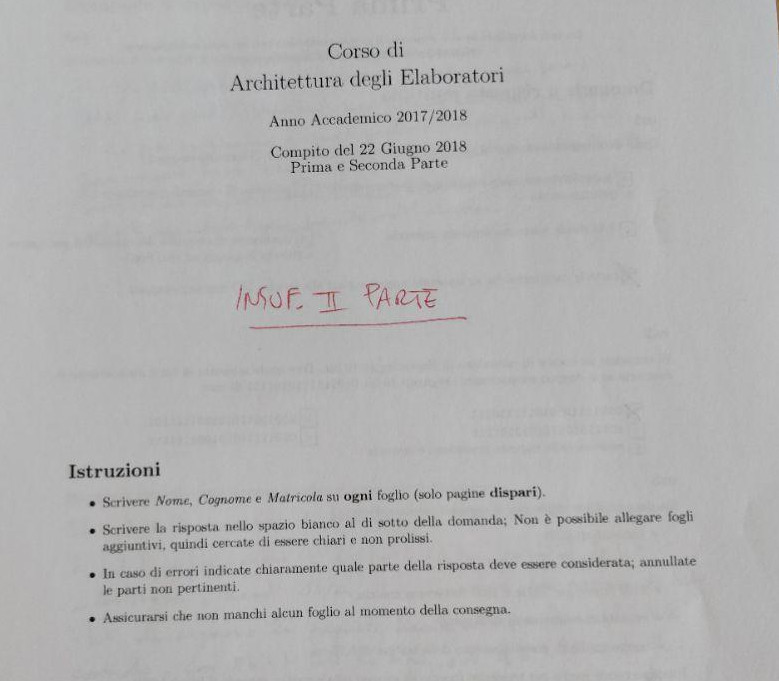 Corso di
Architettura degli Elaboratori
Anno Accademico 2017/2018
Compito del 22 Giugno 2018
Prima e Seconda Parte
INSUF. II PARTE
Istruzioni
• Scrivere Nome, Cognome e Matricola su ogni foglio (solo pagine dispari).
• Scrivere la risposta nello spazio bianco al di sotto della domanda; Non è possibile allegare fogli
aggiuntivi, quindi cercate di essere chiari e non prolissi.
• In caso di errori indicate chiaramente quale parte della risposta deve essere considerata; annullate
le parti non pertinenti.
• Assicurarsi che non manchi alcun foglio al momento della consegna.